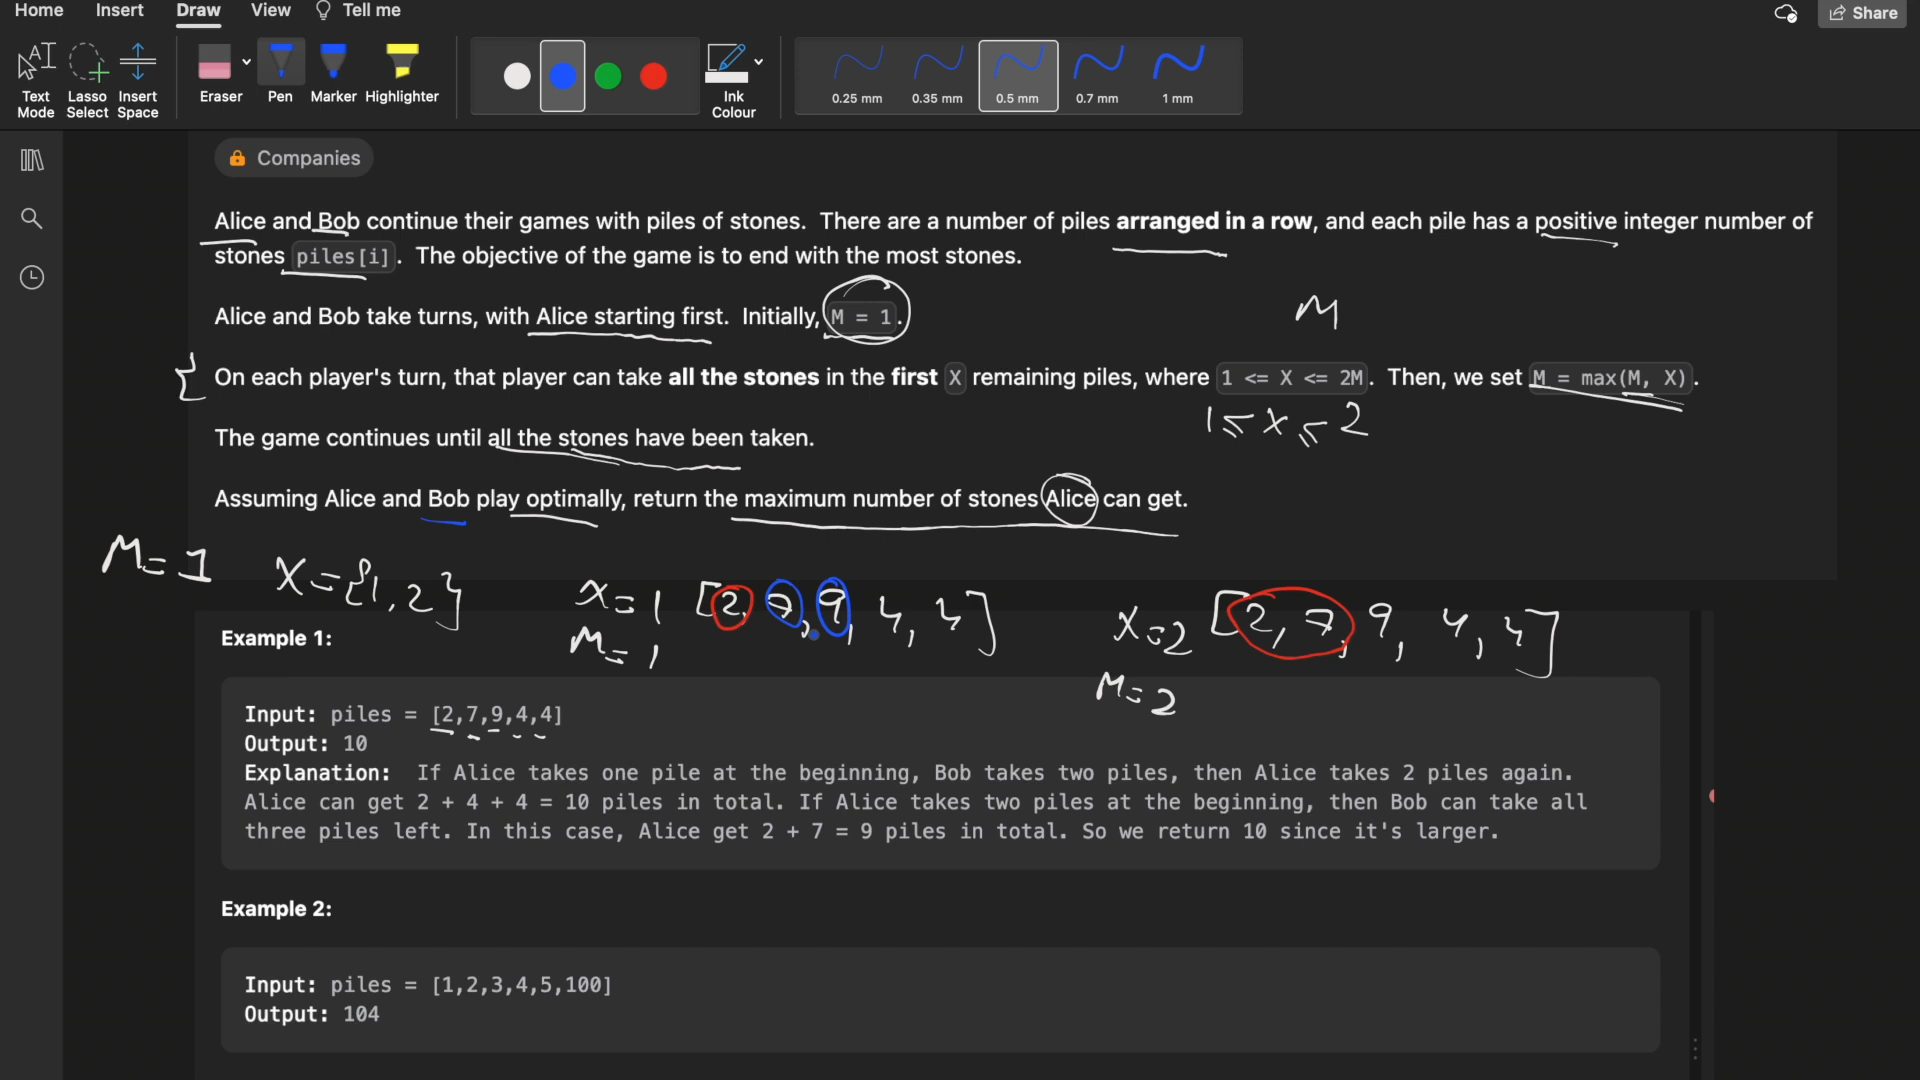 Home Insert Draw View Tell me Share
Text Mode Lasso Select Insert Space Eraser Pen Marker Highlighter Ink Colour 0.25 mm 0.35 mm 0.5 mm 0.7 mm 1 mm
Companies
Alice and Bob continue their games with piles of stones. There are a number of piles arranged in a row, and each pile has a positive integer number of
stones piles[i]. The objective of the game is to end with the most stones.
M
Alice and Bob take turns, with Alice starting first. Initially, M = 1.
On each player's turn, that player can take all the stones in the first X remaining piles, where 1 <= X <= 2M. Then, we set M = max(M, X).
1 ≤ X ≤ 2
The game continues until all the stones have been taken.
Assuming Alice and Bob play optimally, return the maximum number of stones Alice can get.
M = 1 X = {1, 2} X = 1 [2, 7, 9, 4, 4] X = 2 [2, 7, 9, 4, 4]
M = 1 M = 2
Example 1:
Input: piles = [2,7,9,4,4]
Output: 10
Explanation: If Alice takes one pile at the beginning, Bob takes two piles, then Alice takes 2 piles again.
Alice can get 2 + 4 + 4 = 10 piles in total. If Alice takes two piles at the beginning, then Bob can take all
three piles left. In this case, Alice get 2 + 7 = 9 piles in total. So we return 10 since it's larger.
Example 2:
Input: piles = [1,2,3,4,5,100]
Output: 104